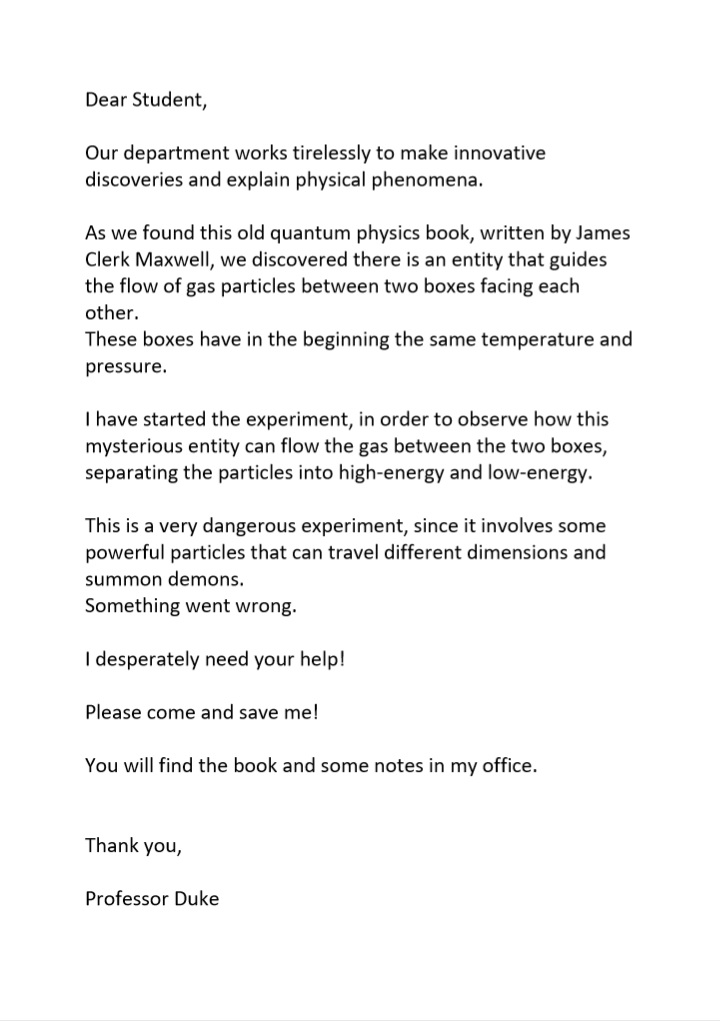 Dear Student,
Our department works tirelessly to make innovative
discoveries and explain physical phenomena.
As we found this old quantum physics book, written by James
Clerk Maxwell, we discovered there is an entity that guides
the flow of gas particles between two boxes facing each
other.
These boxes have in the beginning the same temperature and
pressure.
I have started the experiment, in order to observe how this
mysterious entity can flow the gas between the two boxes,
separating the particles into high-energy and low-energy.
This is a very dangerous experiment, since it involves some
powerful particles that can travel different dimensions and
summon demons.
Something went wrong.
I desperately need your help!
Please come and save me!
You will find the book and some notes in my office.
Thank you,
Professor Duke